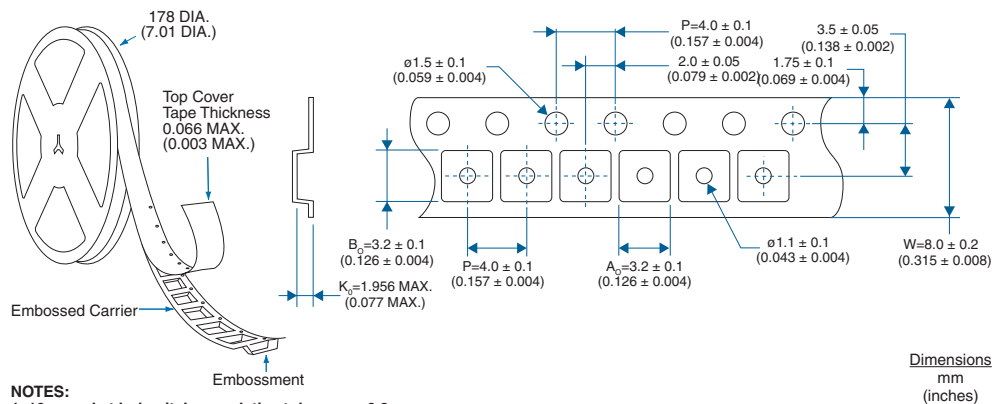 178 DIA.
(7.01 DIA.)
Top Cover
Tape Thickness
0.066 MAX.
(0.003 MAX.)
Embossed Carrier
Embossment
K₀=1.956 MAX.
(0.077 MAX.)
B₀=3.2 ± 0.1
(0.126 ± 0.004)
ø1.5 ± 0.1
(0.059 ± 0.004)
P=4.0 ± 0.1
(0.157 ± 0.004)
2.0 ± 0.05
(0.079 ± 0.002)
3.5 ± 0.05
(0.138 ± 0.002)
1.75 ± 0.1
(0.069 ± 0.004)
P=4.0 ± 0.1
(0.157 ± 0.004)
A₀=3.2 ± 0.1
(0.126 ± 0.004)
ø1.1 ± 0.1
(0.043 ± 0.004)
W=8.0 ± 0.2
(0.315 ± 0.008)
Dimensions
mm
(inches)
NOTES: